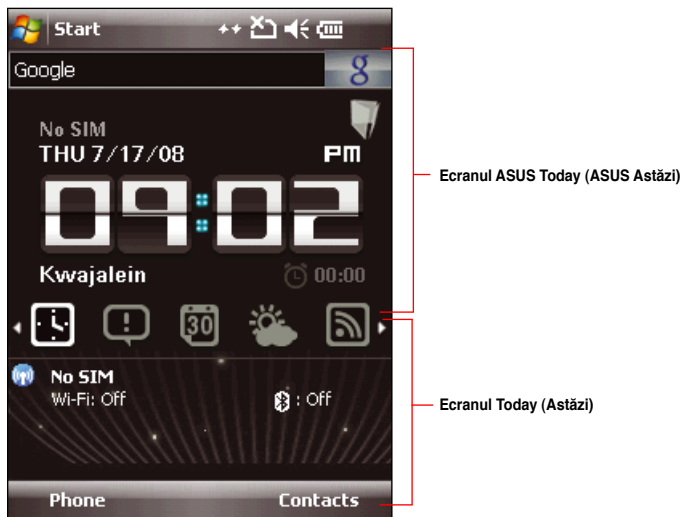 Start
Google
g
No SIM
THU 7/17/08 PM
09:02
Kwajalein 00:00
30
No SIM
Wi-Fi: Off : Off
Phone Contacts
Ecranul ASUS Today (ASUS Astăzi)
Ecranul Today (Astăzi)